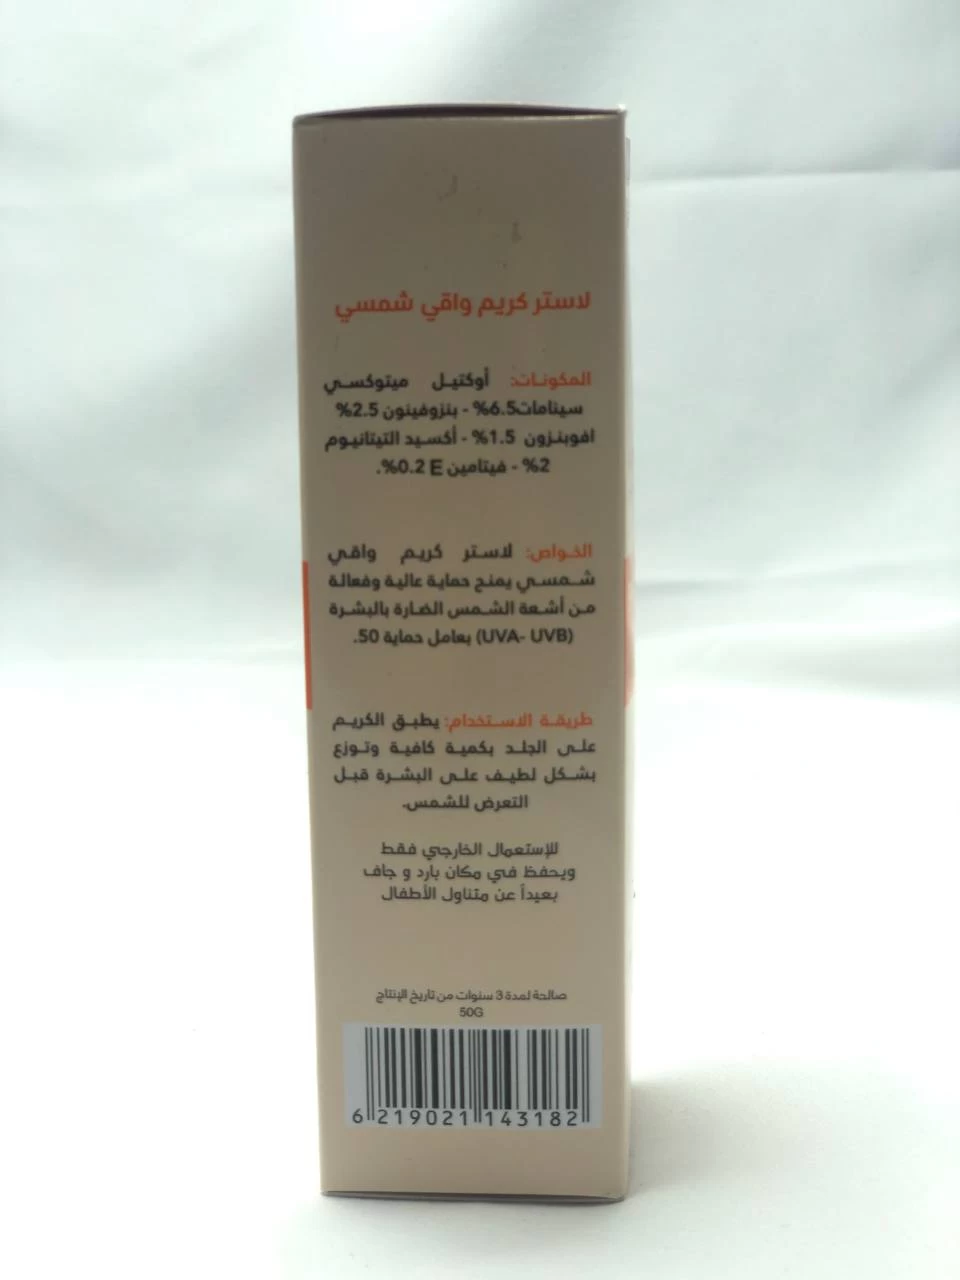 لاستر كريم واقي شمسي
المكونات: أوكتيل ميتوكسي
سينامات6.5% - بنزوفينون 2.5%
افوبنزون 1.5% - أكسيد التيتانيوم
2% - فيتامين E 0.2%.
الخواص: لاستر كريم واقي
شمسي يمنح حماية عالية وفعالة
من أشعة الشمس الضارة بالبشرة
(UVA- UVB) بعامل حماية 50.
طريقة الاستخدام: يطبق الكريم
على الجلد بكمية كافية وتوزع
بشكل لطيف على البشرة قبل
التعرض للشمس.
للإستعمال الخارجي فقط
ويحفظ في مكان بارد و جاف
بعيداً عن متناول الأطفال
صالحة لمدة 3 سنوات من تاريخ الإنتاج
50G
6 219021 143182